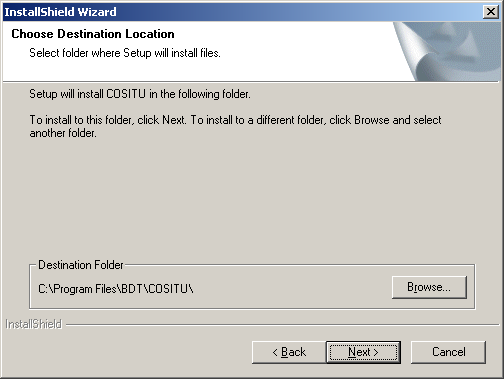 InstallShield Wizard
Choose Destination Location
Select folder where Setup will install files.
Setup will install COSITU in the following folder.
To install to this folder, click Next. To install to a different folder, click Browse and select
another folder.
Destination Folder
C:\Program Files\BDT\COSITU\
Browse...
InstallShield
< Back
Next >
Cancel